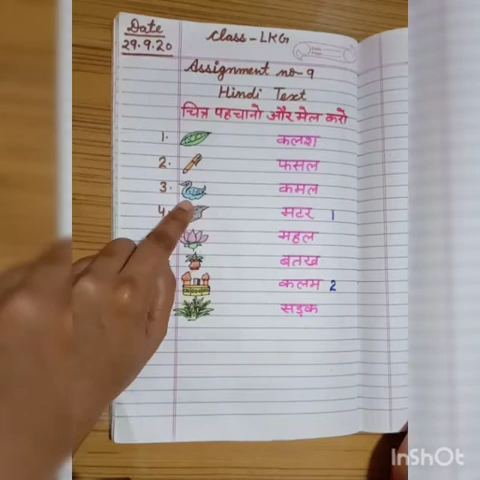 Date
29.9.20
Class - LKG
Assignment no-9
Hindi Text
चित्र पहचानो और मेल करो
1. कलश
2. फसल
3. कमल
4. मटर 1
महल
बतख
कलम 2
सड़क
InShOt